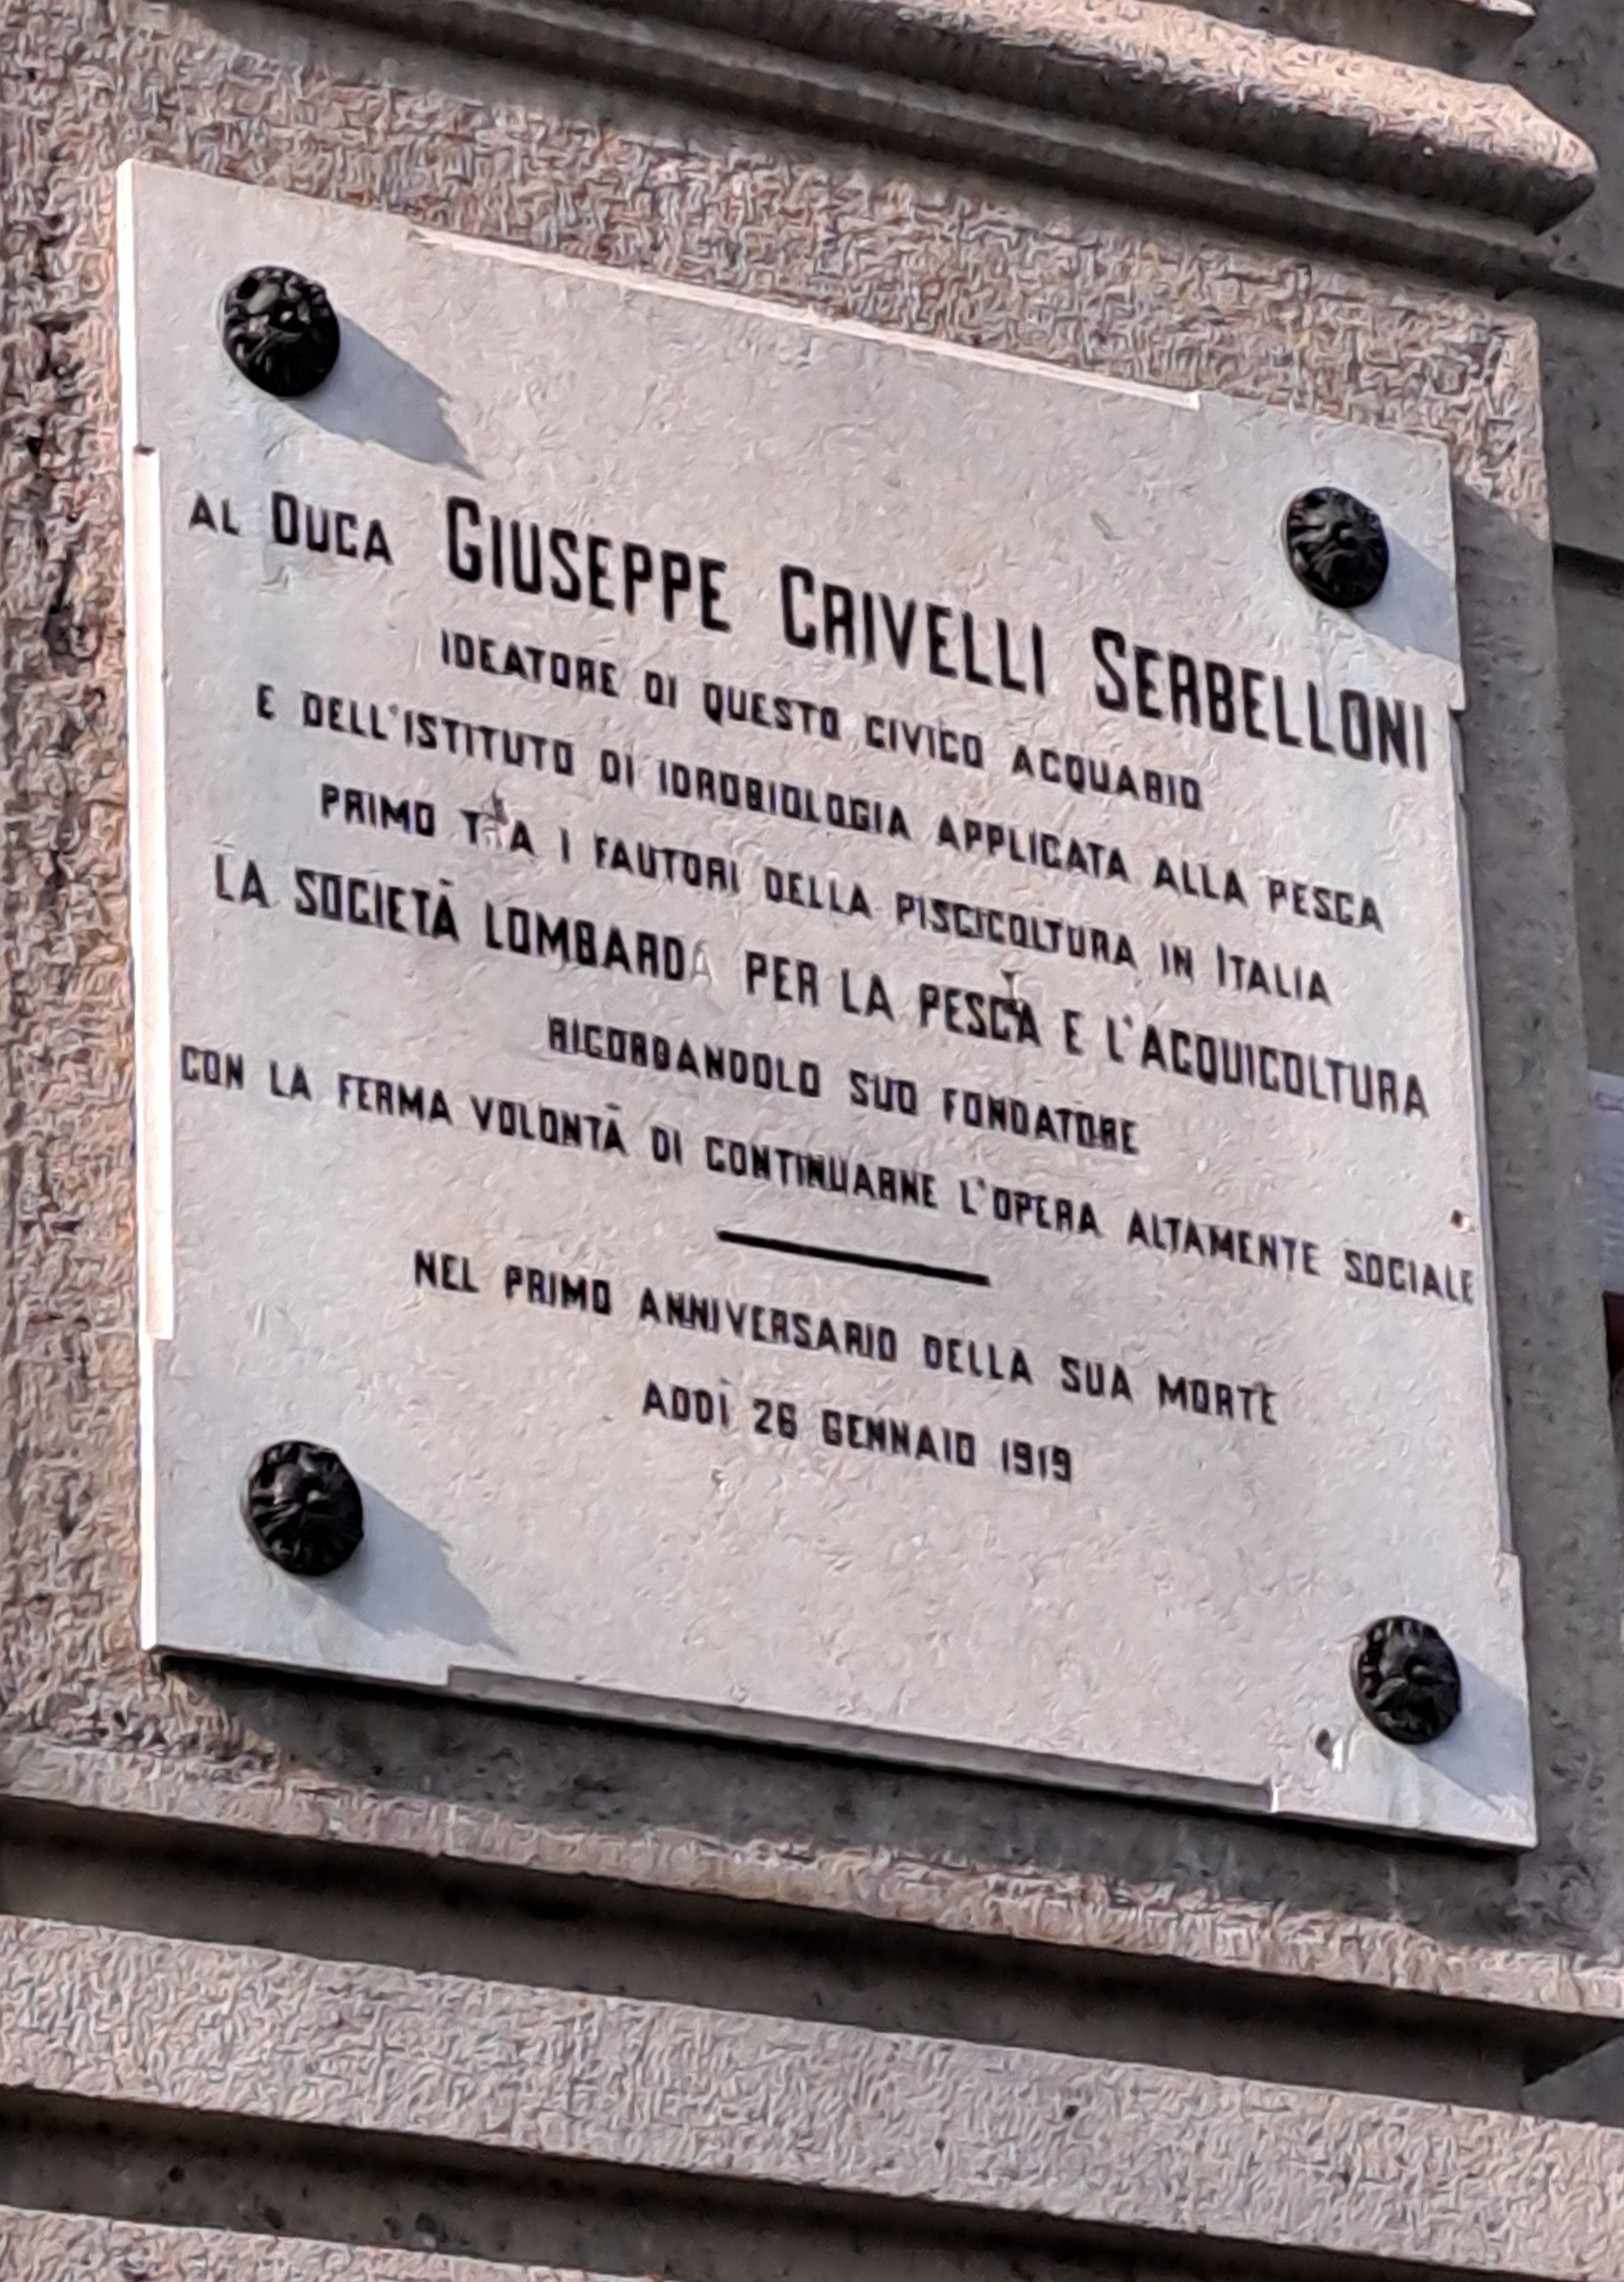 AL DUCA GIUSEPPE CRIVELLI SERBELLONI
IDEATORE DI QUESTO CIVICO ACQUARIO
E DELL'ISTITUTO DI IDROBIOLOGIA APPLICATA ALLA PESCA
PRIMO TRA I FAUTORI DELLA PISCICOLTURA IN ITALIA
LA SOCIETÀ LOMBARDA PER LA PESCA E L'ACQUICOLTURA
RICORDANDOLO SUO FONDATORE
CON LA FERMA VOLONTÀ DI CONTINUARNE L'OPERA ALTAMENTE SOCIALE
NEL PRIMO ANNIVERSARIO DELLA SUA MORTE
ADDÌ 26 GENNAIO 1919